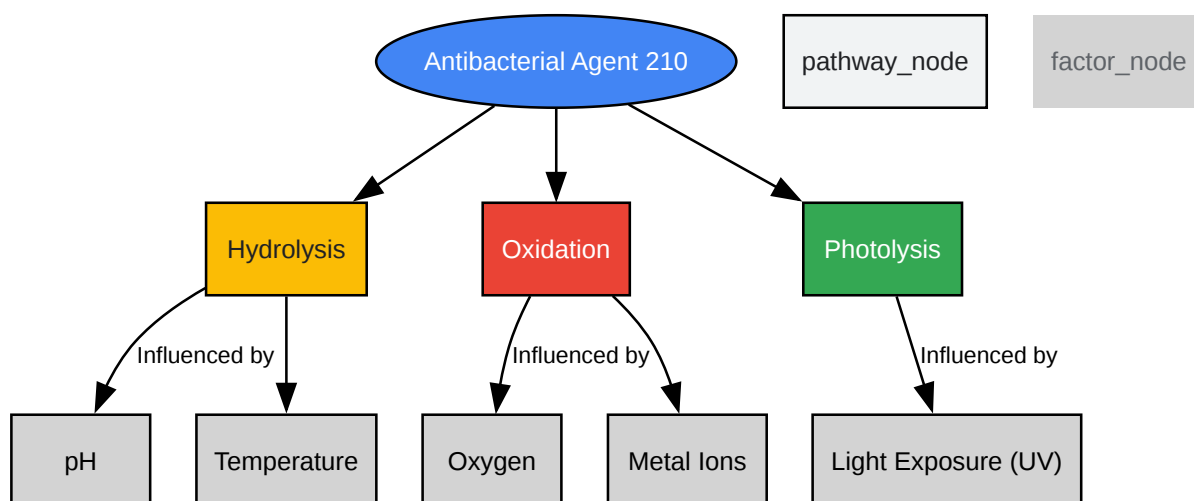 Antibacterial Agent 210
pathway_node
factor_node
Hydrolysis
Oxidation
Photolysis
Influenced by
Influenced by
Influenced by
pH
Temperature
Oxygen
Metal Ions
Light Exposure (UV)